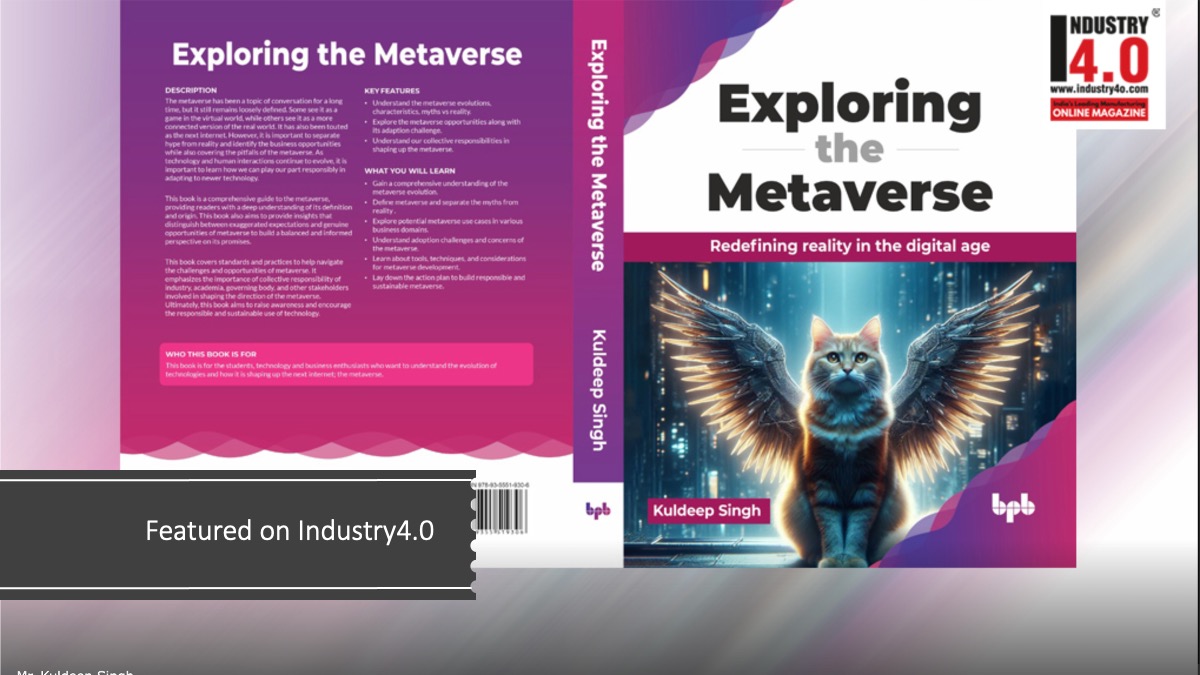 Exploring the Metaverse
DESCRIPTION
The metaverse has been a topic of conversation for a long
time, but it still remains loosely defined. Some see it as a
game in the virtual world, while others see it as a more
connected version of the real world. It has also been touted
as the next internet. However, it is important to separate
hype from reality and identify the business opportunities
while also covering the pitfalls of the metaverse. As
technology and human interactions continue to evolve, it is
important to learn how we can play our part responsibly in
adapting to newer technology.
This book is a comprehensive guide to the metaverse,
providing readers with a deep understanding of its definition
and origin. This book also aims to provide insights that
distinguish between exaggerated expectations and genuine
opportunities of metaverse to build a balanced and informed
perspective on its promises.
This book covers standards and practices to help navigate
the challenges and opportunities of metaverse. It
emphasizes the importance of collective responsibility of
industry, academia, governing body, and other stakeholders
involved in shaping the direction of the metaverse.
Ultimately, this book aims to raise awareness and encourage
the responsible and sustainable use of technology.
KEY FEATURES
• Understand the metaverse evolutions,
characteristics, myths vs reality.
• Explore the metaverse opportunities along with
its adaption challenge.
• Understand our collective responsibilities in
shaping up the metaverse.
WHAT YOU WILL LEARN
• Gain a comprehensive understanding of the
metaverse evolution.
• Define metaverse and separate the myths from
reality .
• Explore potential metaverse use cases in various
business domains.
• Understand adoption challenges and concerns of
the metaverse.
• Learn about tools, techniques, and considerations
for metaverse development.
• Lay down the action plan to build responsible and
sustainable metaverse.
WHO THIS BOOK IS FOR
This book is for the students, technology and business enthusiasts who want to understand the evolution of
technologies and how it is shaping up the next internet; the metaverse.
Exploring the Metaverse
Kuldeep Singh
bpb
Exploring
the
Metaverse
Redefining reality in the digital age
Kuldeep Singh
bpb
INDUSTRY ®
4.0
www.industry4o.com
India's Leading Manufacturing
ONLINE MAGAZINE
Featured on Industry4.0
N 978-93-5551-930-6
Mr. Kuldeep Singh